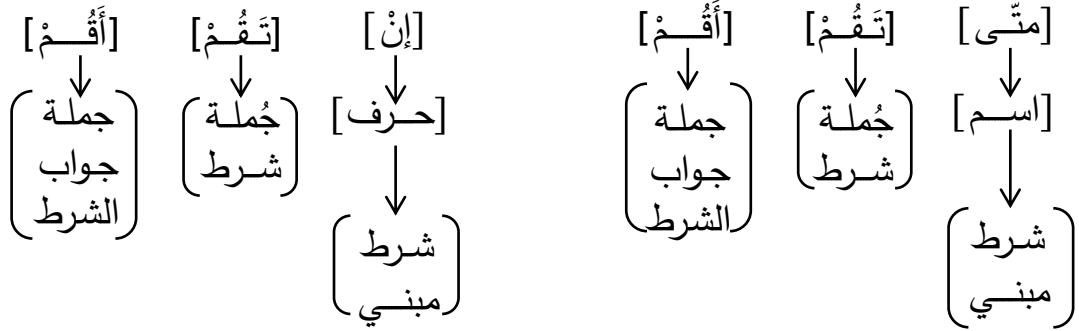 [متّى] [تَقُمْ] [أَقُمْ]
[اسم]
شرط
مبني
جُملة
شرط
جملة
جواب
الشرط
[إنْ] [تَقُمْ] [أَقُمْ]
[حرف]
شرط
مبني
جُملة
شرط
جملة
جواب
الشرط